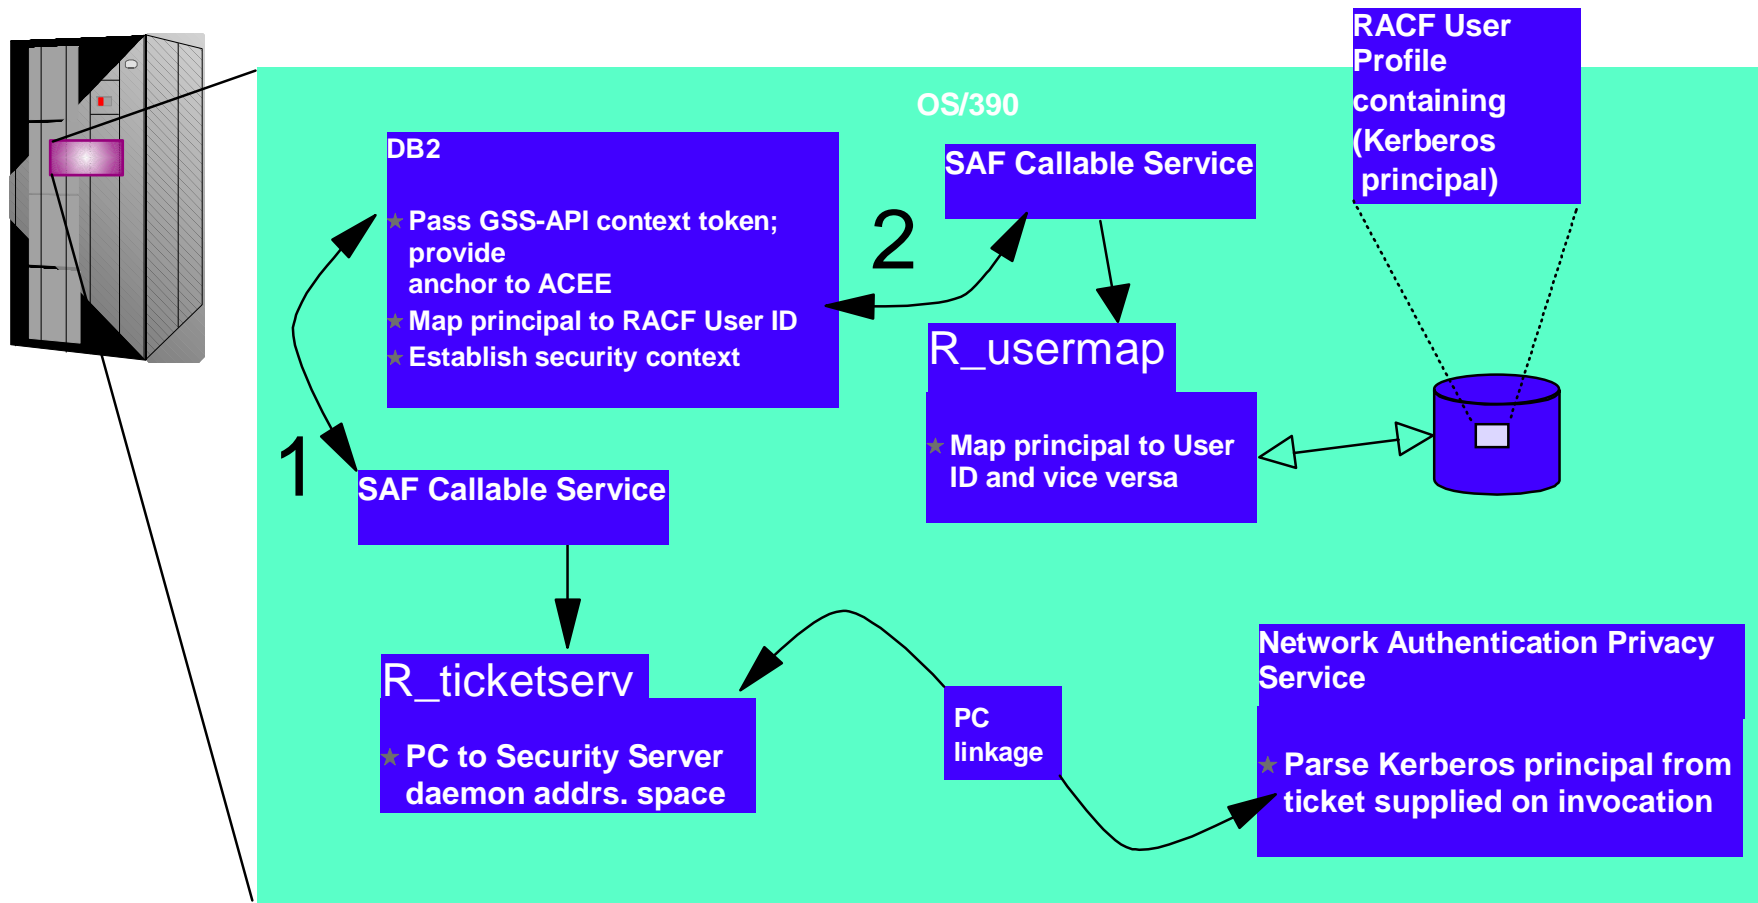 RACF User
Profile
containing
(Kerberos
principal)
OS/390
DB2
★ Pass GSS-API context token;
provide
anchor to ACEE
★ Map principal to RACF User ID
★ Establish security context
SAF Callable Service
2
R_usermap
★ Map principal to User
ID and vice versa
1
SAF Callable Service
R_ticketserv
★ PC to Security Server
daemon addrs. space
PC
linkage
Network Authentication Privacy
Service
★ Parse Kerberos principal from
ticket supplied on invocation